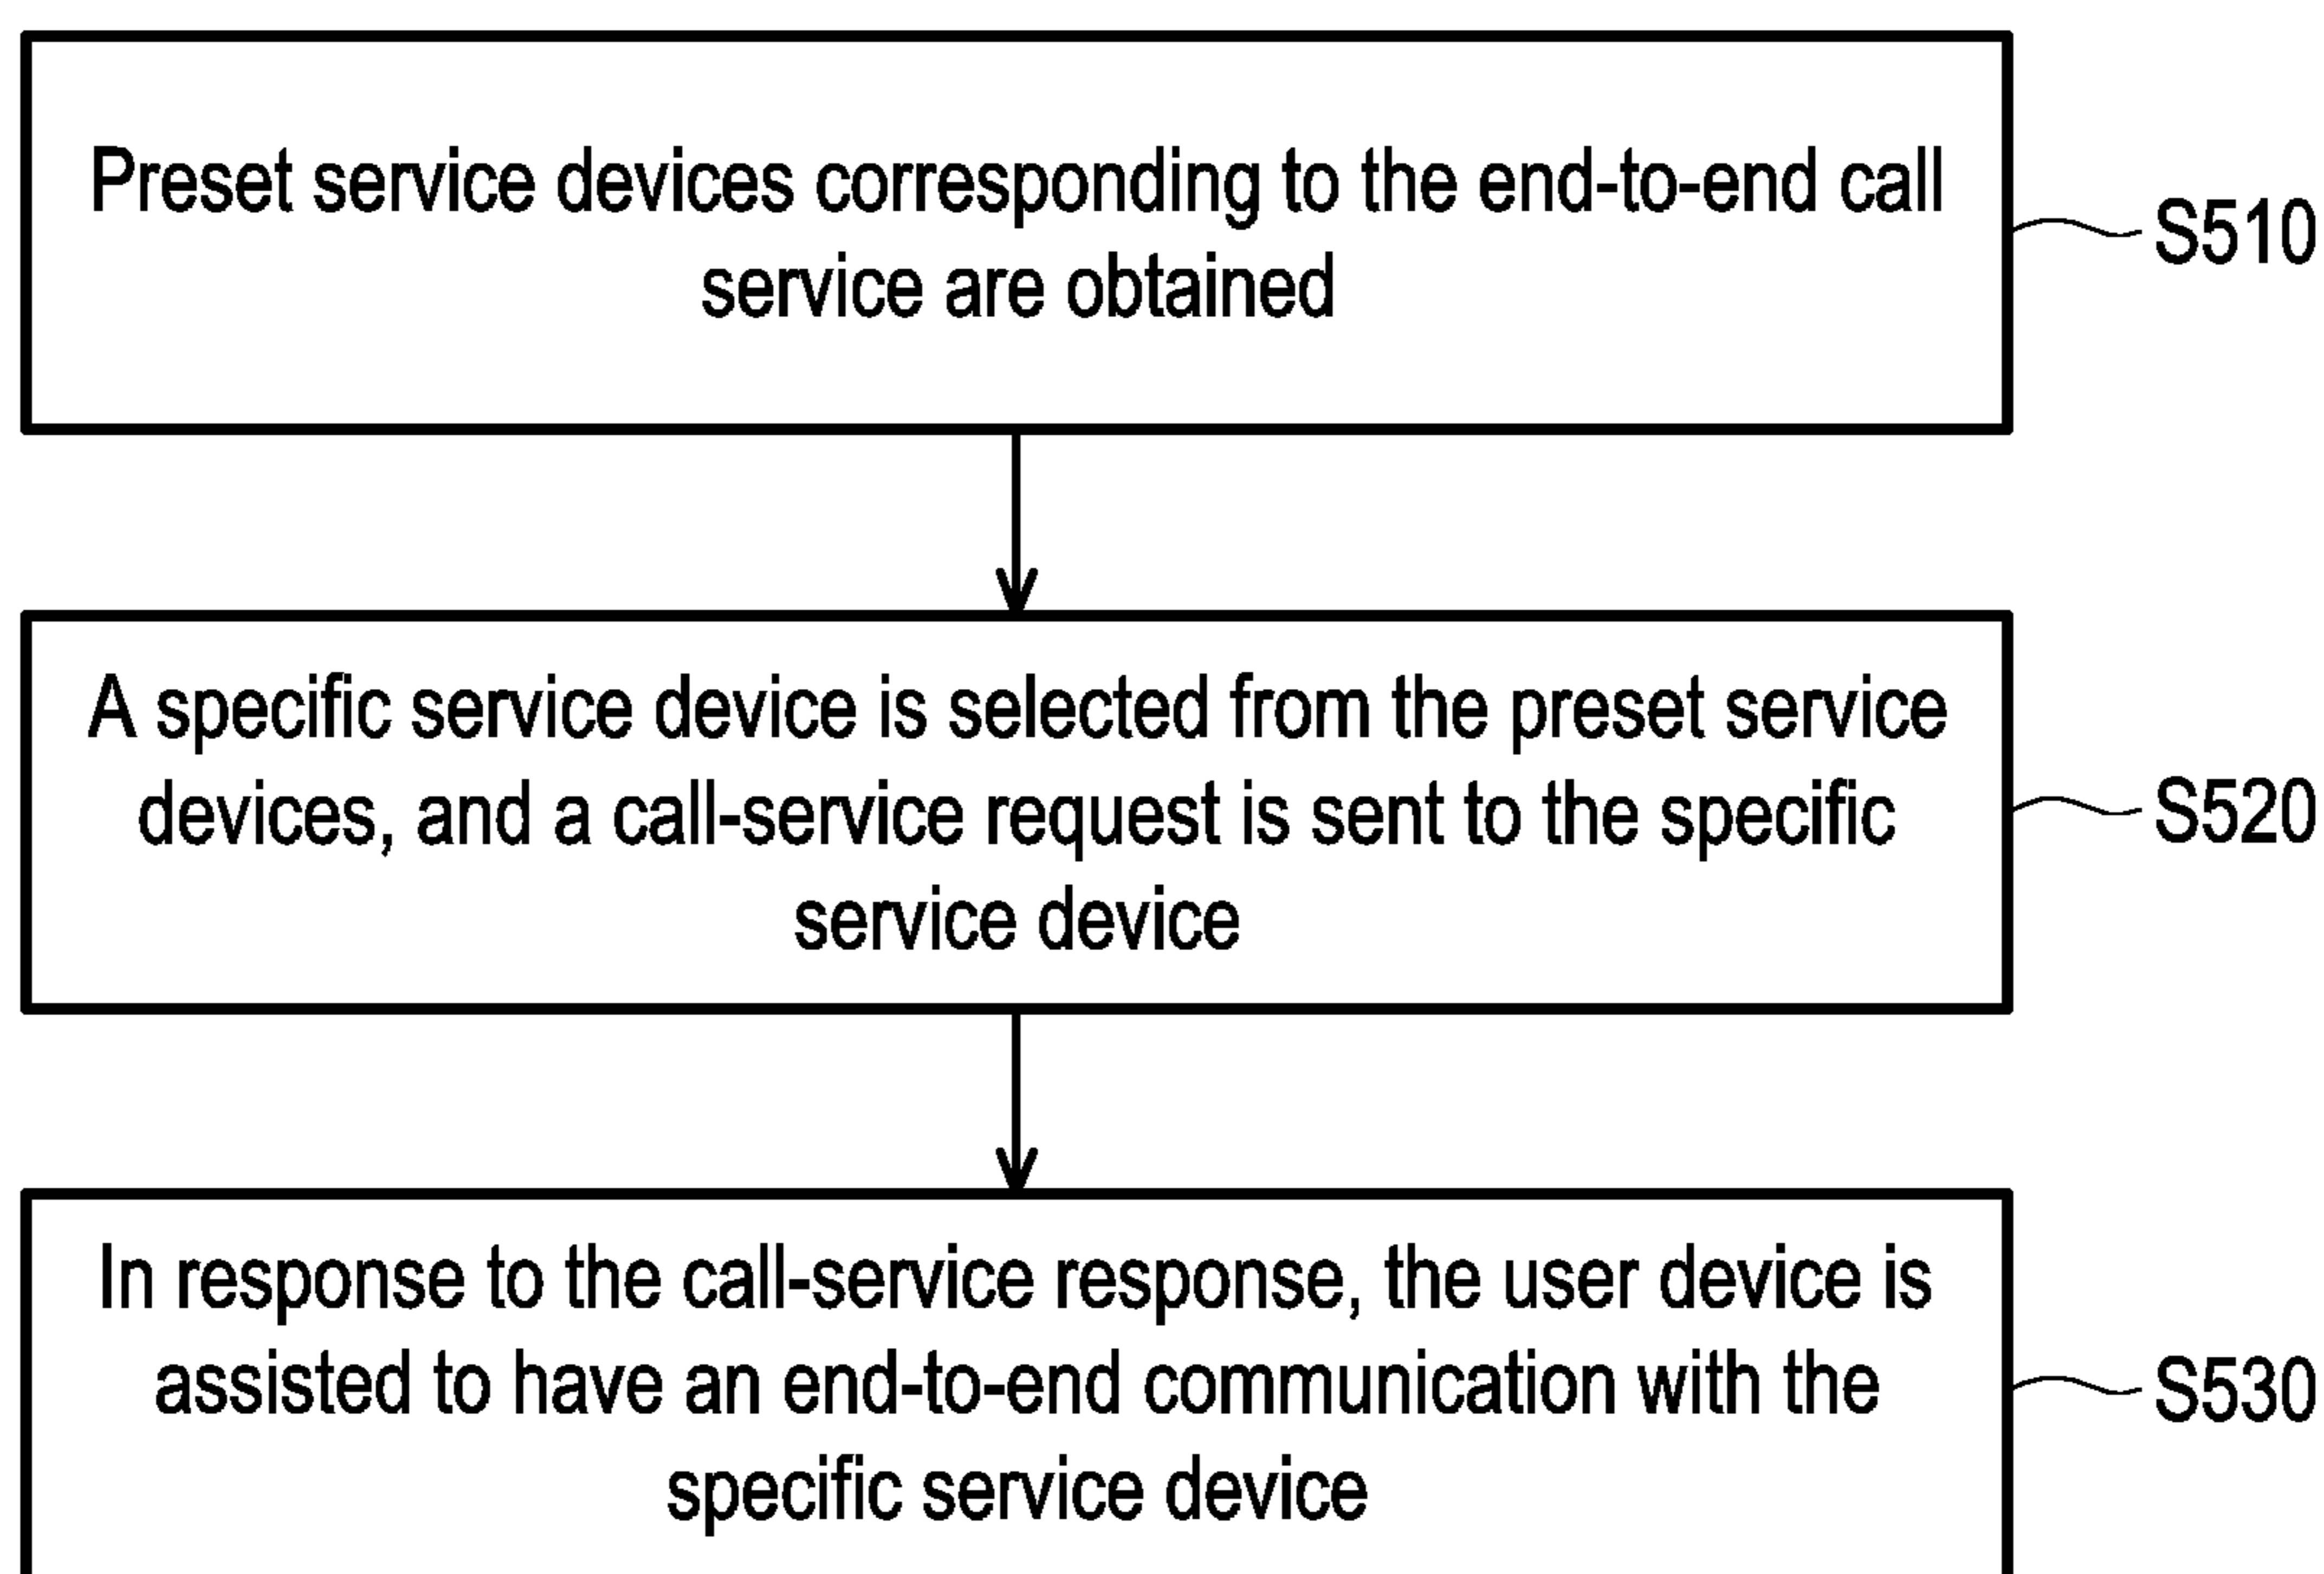 Preset service devices corresponding to the end-to-end call
service are obtained
S510
A specific service device is selected from the preset service
devices, and a call-service request is sent to the specific
service device
S520
In response to the call-service response, the user device is
assisted to have an end-to-end communication with the
specific service device
S530